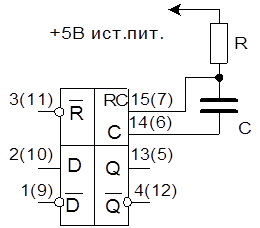 +5В ист.пит.
R
3(11) R RC 15(7)
C 14(6) C
2(10) D Q 13(5)
1(9) D Q 4(12)